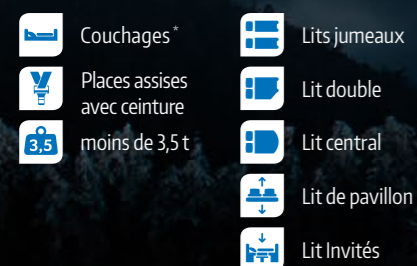 Couchages*
Places assises
avec ceinture
3,5
moins de 3,5 t
Lits jumeaux
Lit double
Lit central
Lit de pavillon
Lit Invités